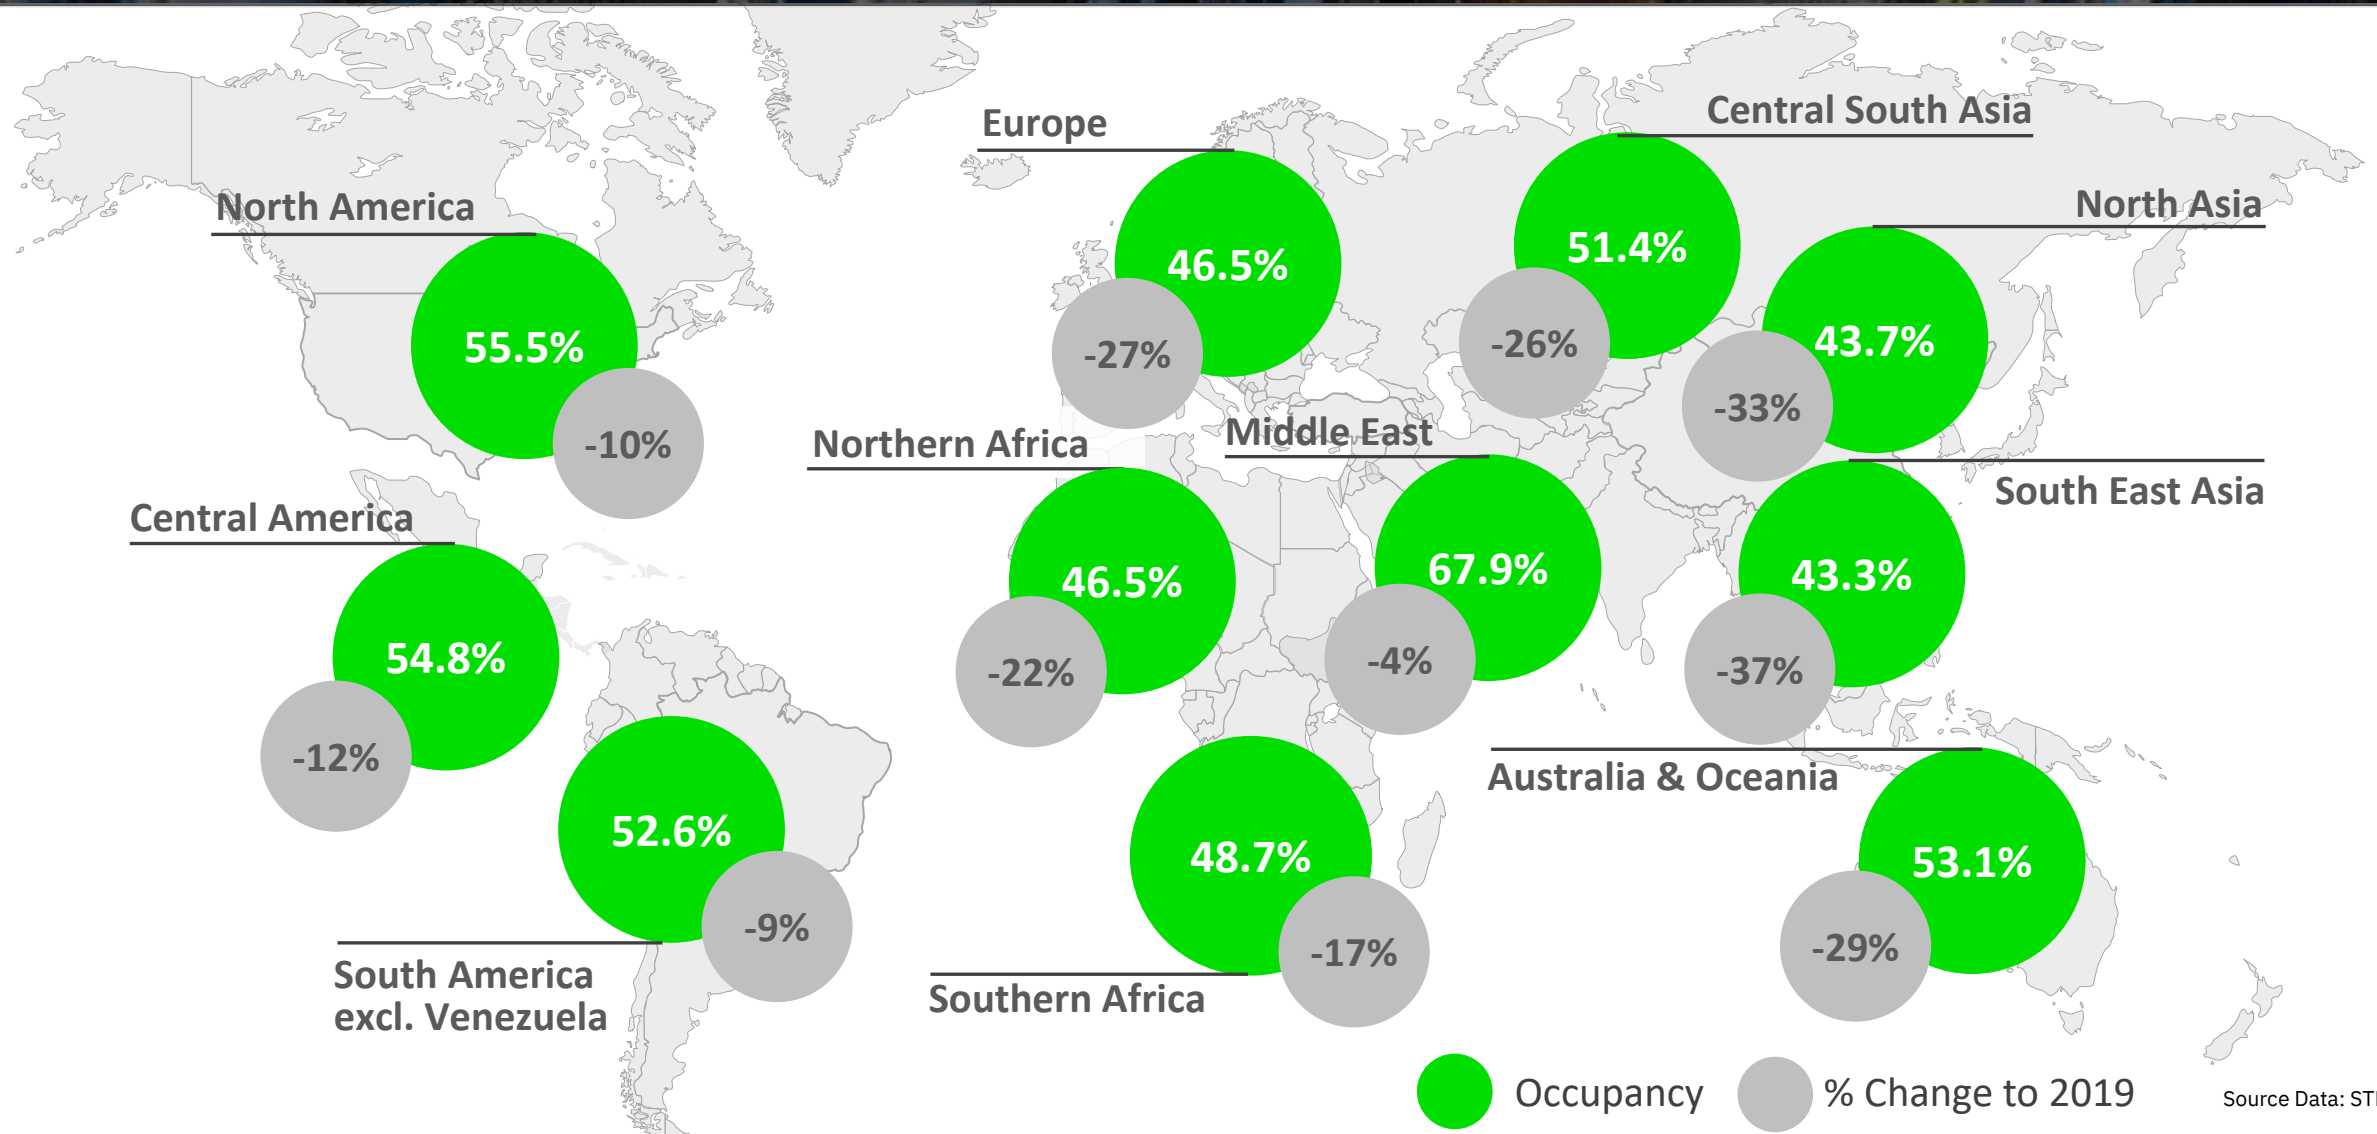 Europe
46.5%
-27%
Central South Asia
51.4%
-26%
North America
55.5%
-10%
North Asia
43.7%
-33%
Northern Africa
46.5%
-22%
Middle East
67.9%
-4%
South East Asia
43.3%
-37%
Central America
54.8%
-12%
South America
excl. Venezuela
52.6%
-9%
Southern Africa
48.7%
-17%
Australia & Oceania
53.1%
-29%
Occupancy
% Change to 2019
Source Data: